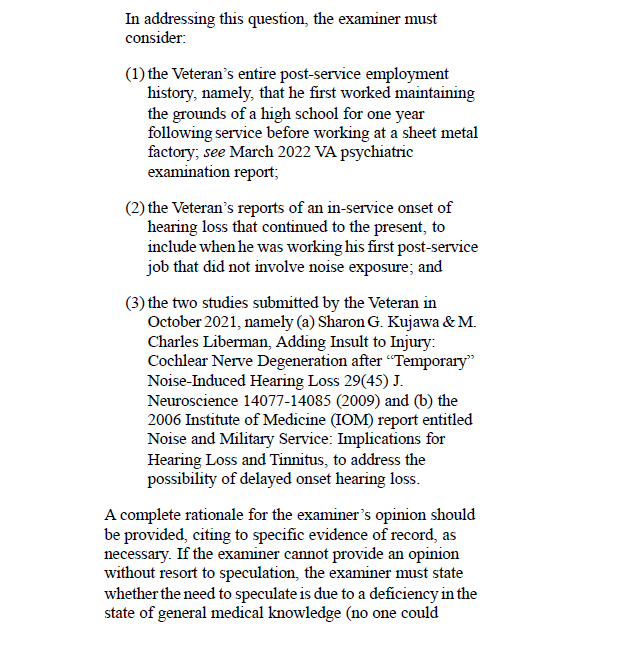 In addressing this question, the examiner must
consider:
(1) the Veteran’s entire post-service employment
history, namely, that he first worked maintaining
the grounds of a high school for one year
following service before working at a sheet metal
factory; see March 2022 VA psychiatric
examination report;
(2) the Veteran’s reports of an in-service onset of
hearing loss that continued to the present, to
include when he was working his first post-service
job that did not involve noise exposure; and
(3) the two studies submitted by the Veteran in
October 2021, namely (a) Sharon G. Kujawa & M.
Charles Liberman, Adding Insult to Injury:
Cochlear Nerve Degeneration after “Temporary”
Noise-Induced Hearing Loss 29(45) J.
Neuroscience 14077-14085 (2009) and (b) the
2006 Institute of Medicine (IOM) report entitled
Noise and Military Service: Implications for
Hearing Loss and Tinnitus, to address the
possibility of delayed onset hearing loss.
A complete rationale for the examiner’s opinion should
be provided, citing to specific evidence of record, as
necessary. If the examiner cannot provide an opinion
without resort to speculation, the examiner must state
whether the need to speculate is due to a deficiency in the
state of general medical knowledge (no one could